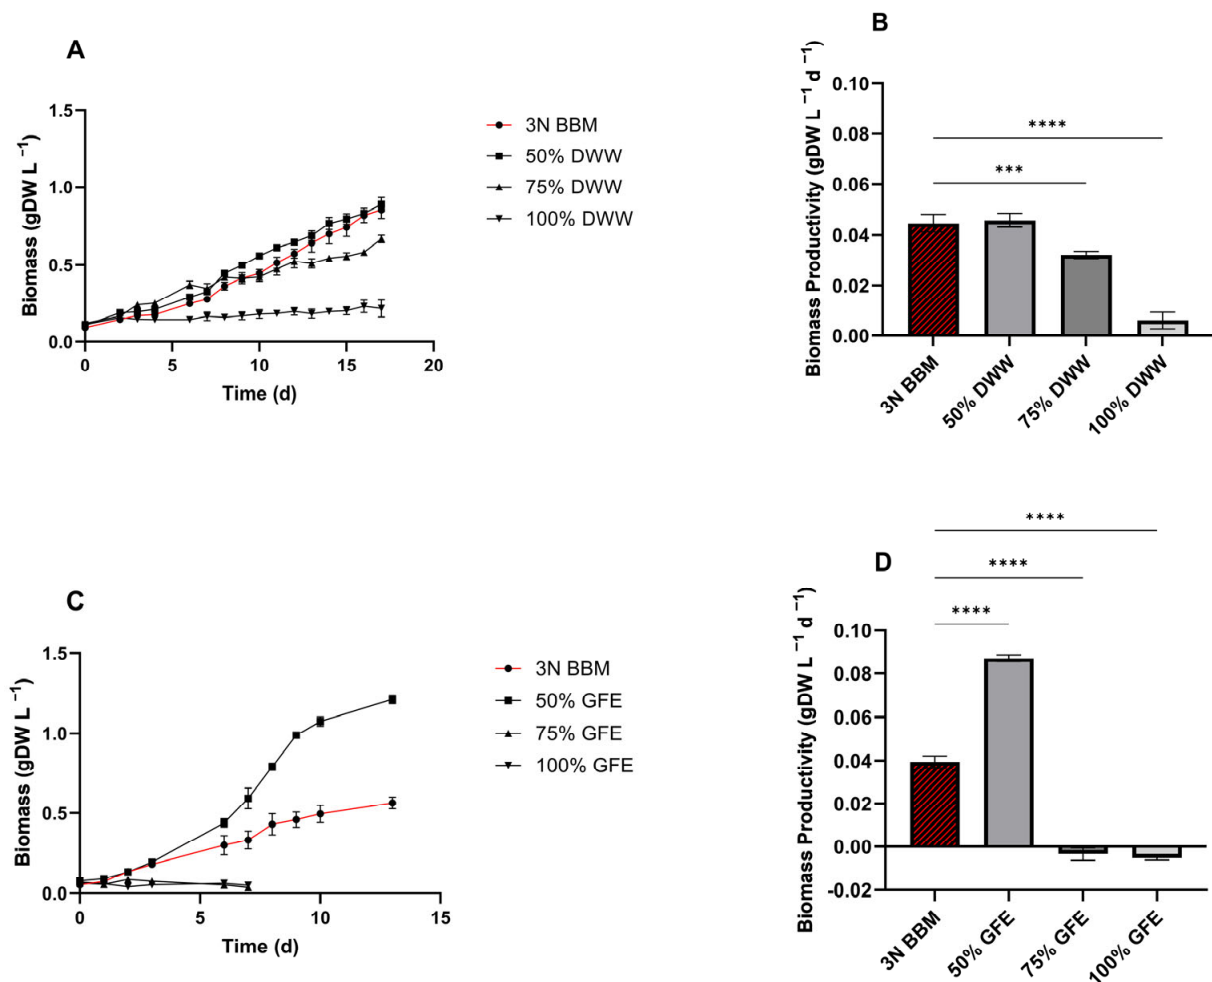 A
Biomass (gDW L ⁻¹)
1.5
1.0
0.5
0.0
0
5
10
15
20
Time (d)
3N BBM
50% DWW
75% DWW
100% DWW
B
Biomass Productivity (gDW L ⁻¹ d ⁻¹)
0.10
0.08
0.06
0.04
0.02
0.00
****
***
3N BBM
50% DWW
75% DWW
100% DWW
C
Biomass (gDW L ⁻¹)
1.5
1.0
0.5
0.0
0
5
10
15
Time (d)
3N BBM
50% GFE
75% GFE
100% GFE
D
Biomass Productivity (gDW L ⁻¹ d ⁻¹)
****
****
****
0.10
0.08
0.06
0.04
0.02
0.00
-0.02
3N BBM
50% GFE
75% GFE
100% GFE